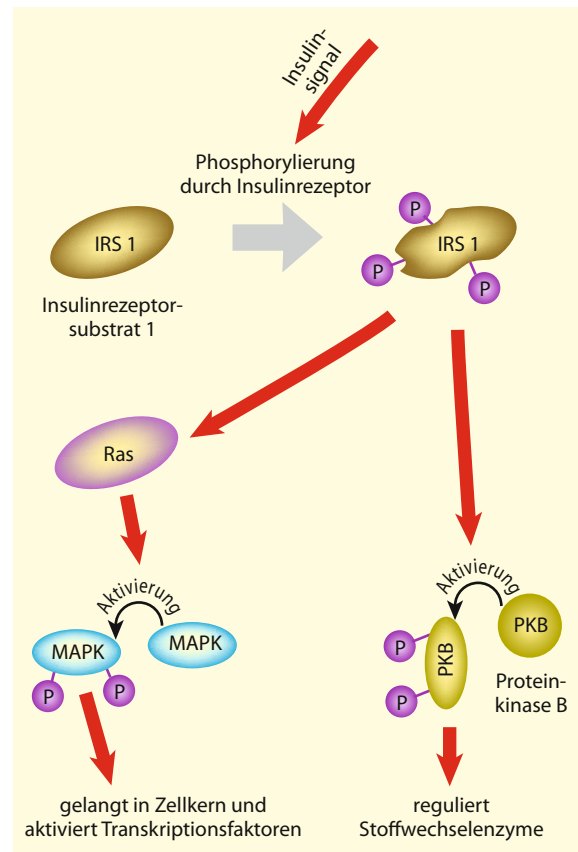 Insulin-
signal
Phosphorylierung
durch Insulinrezeptor
IRS 1
Insulinrezeptor-
substrat 1
P
IRS 1
P
P
Ras
Aktivierung
MAPK
MAPK
P
P
gelangt in Zellkern und
aktiviert Transkriptionsfaktoren
Aktivierung
PKB
P
PKB
P
Protein-
kinase B
reguliert
Stoffwechselenzyme